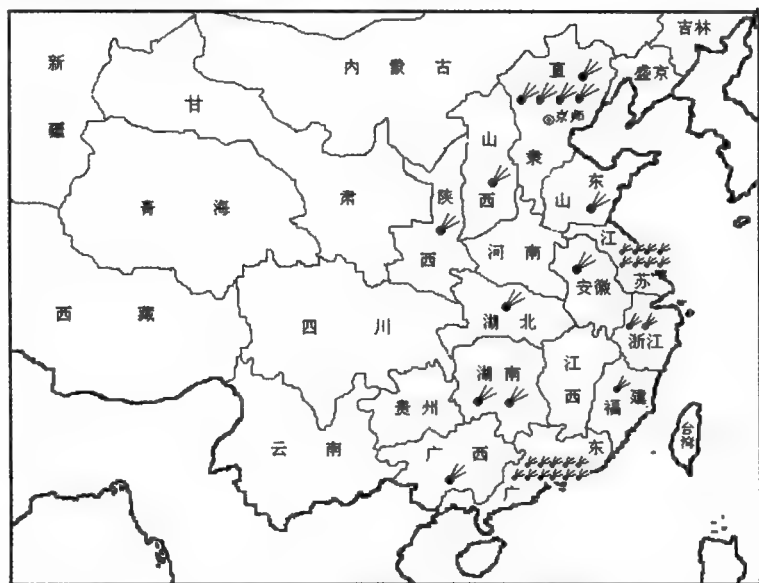 吉林
新疆
内蒙古
直隶
盛京
甘肃
京师
山西
陕西
山东
青海
江苏
河南
安徽
西藏
四川
湖北
浙江
湖南
江西
贵州
福建
云南
广西
广东
台湾